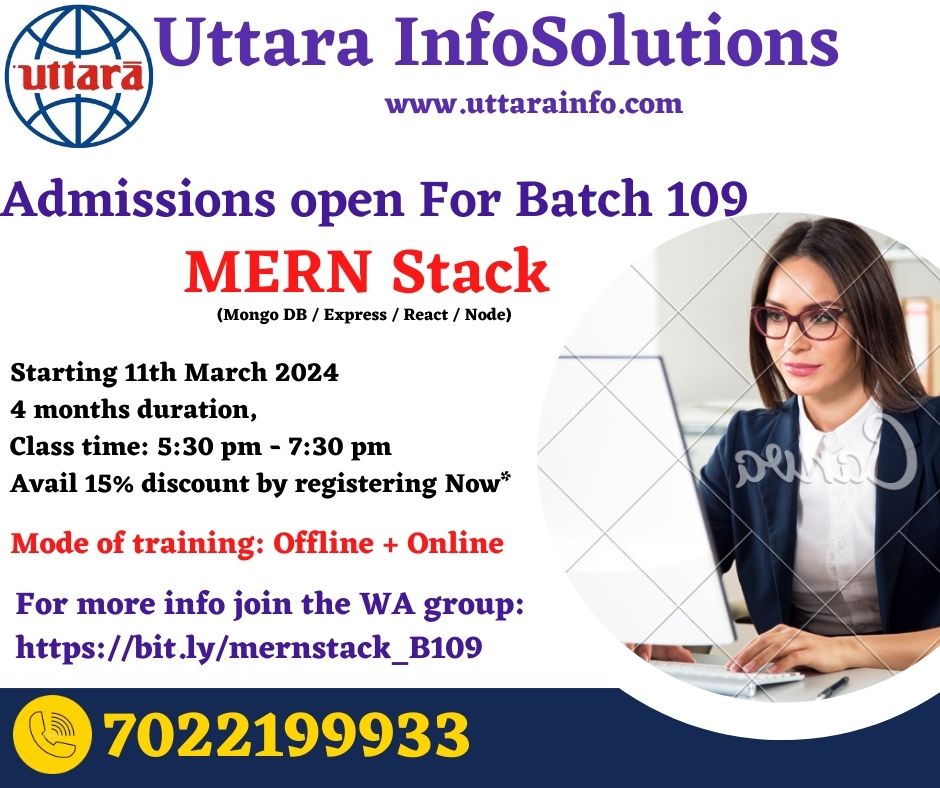 uttarā
Uttara InfoSolutions
www.uttarainfo.com
Admissions open For Batch 109
MERN Stack
(Mongo DB / Express / React / Node)
Starting 11th March 2024
4 months duration,
Class time: 5:30 pm - 7:30 pm
Avail 15% discount by registering Now*
Mode of training: Offline + Online
For more info join the WA group:
https://bit.ly/mernstack_B109
Canva
7022199933